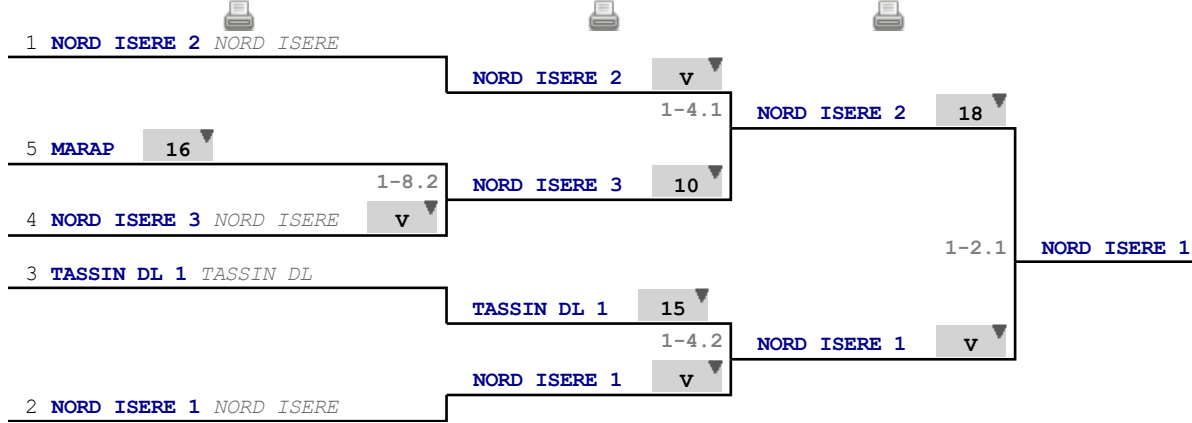 1 NORD ISERE 2 NORD ISERE
NORD ISERE 2 V
1-4.1
NORD ISERE 2 18
5 MARAP 16
1-8.2
NORD ISERE 3 10
4 NORD ISERE 3 NORD ISERE V
1-2.1
NORD ISERE 1
3 TASSIN DL 1 TASSIN DL
TASSIN DL 1 15
1-4.2
NORD ISERE 1 V
NORD ISERE 1 V
2 NORD ISERE 1 NORD ISERE